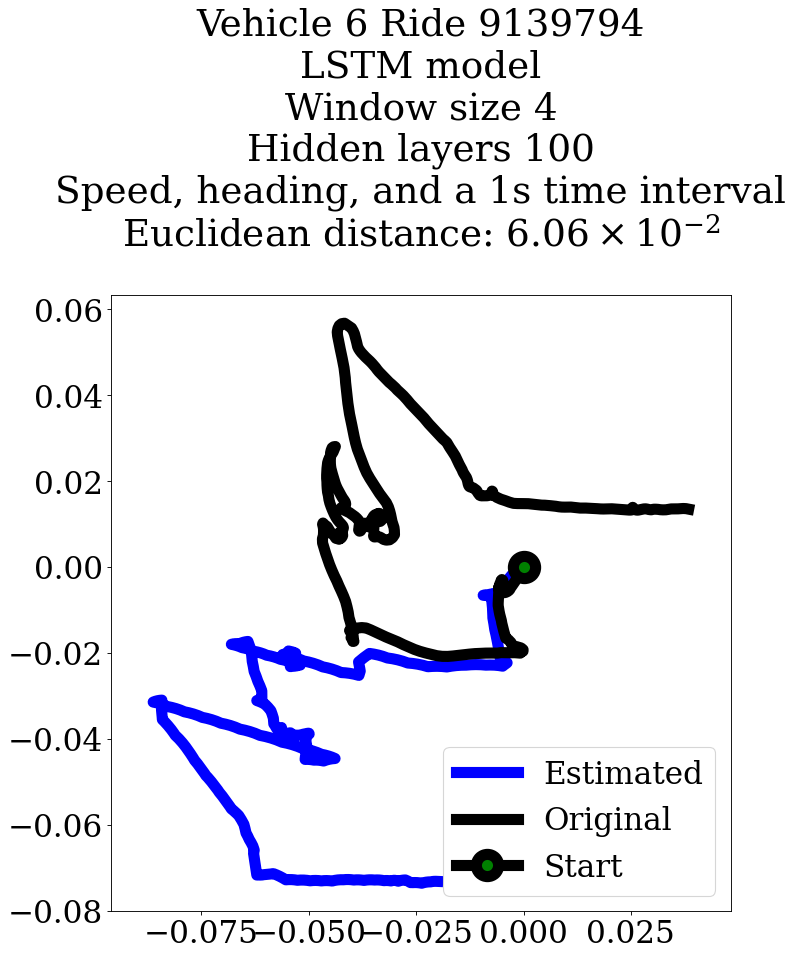 Vehicle 6 Ride 9139794
LSTM model
Window size 4
Hidden layers 100
Speed, heading, and a 1s time interval
Euclidean distance: 6.06 × 10⁻²
0.06
0.04
0.02
0.00
−0.02
−0.04
−0.06
−0.08
Estimated
Original
Start
−0.075 −0.050 −0.025 0.000 0.025